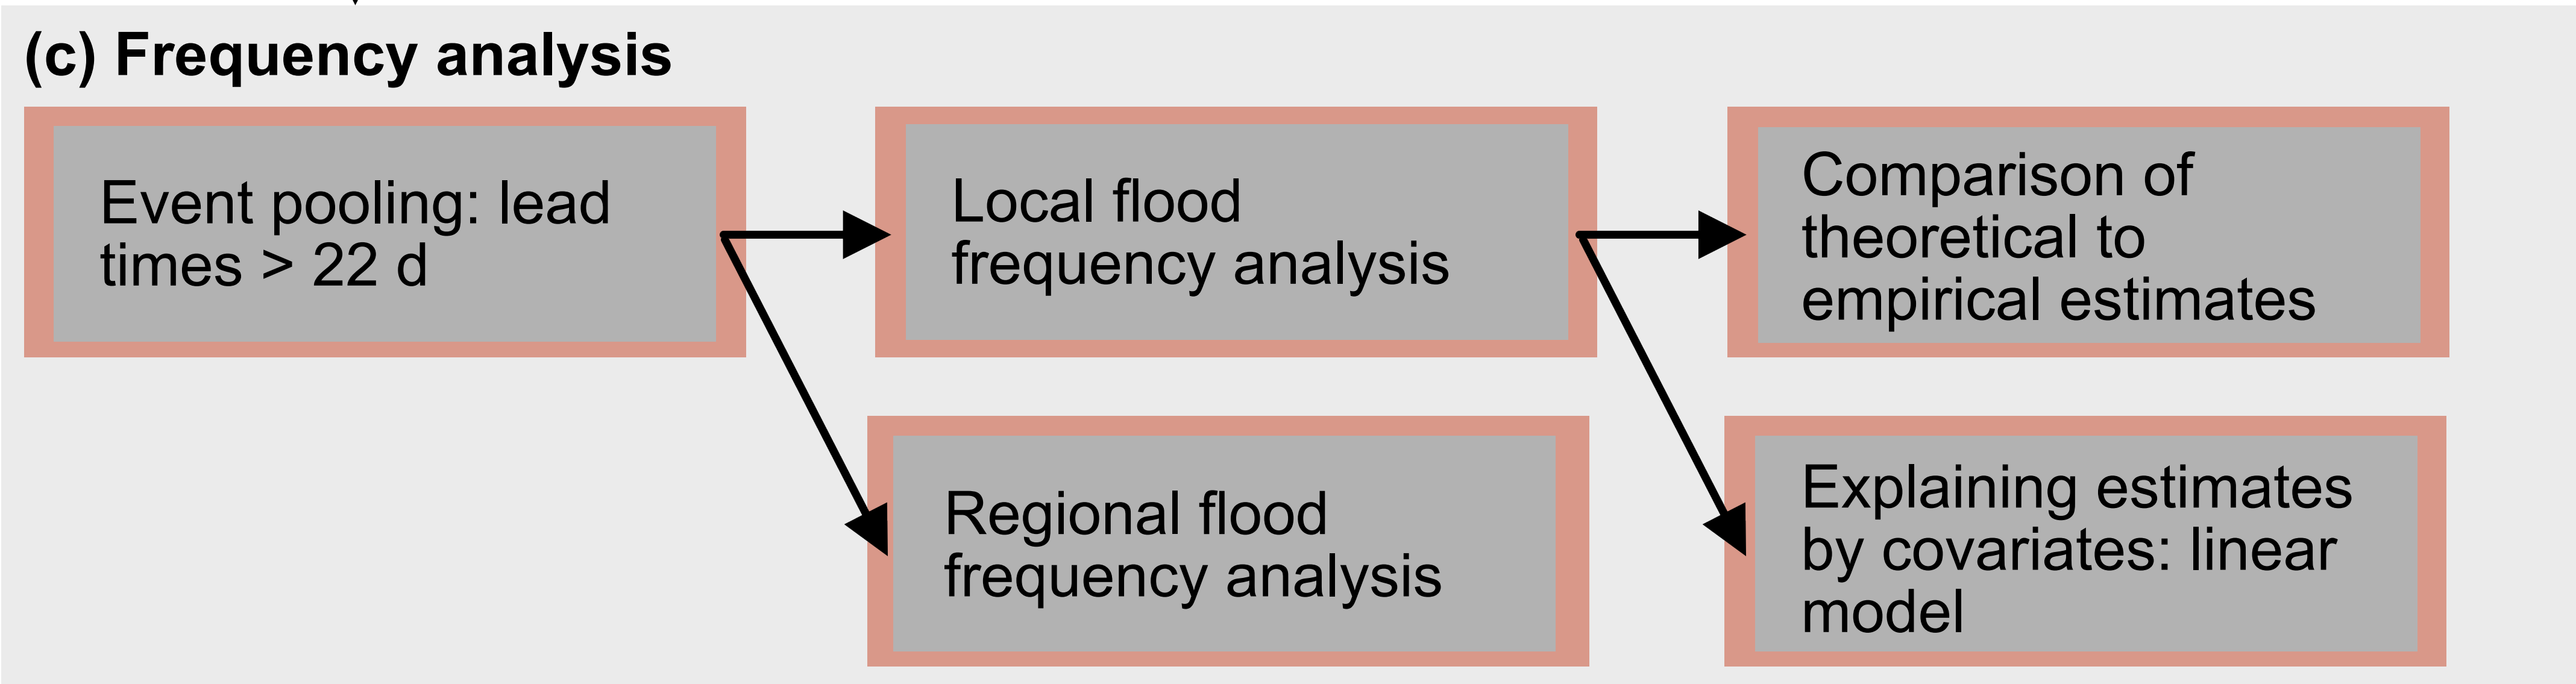 (c) Frequency analysis
Event pooling: lead
times > 22 d
Local flood
frequency analysis
Comparison of
theoretical to
empirical estimates
Regional flood
frequency analysis
Explaining estimates
by covariates: linear
model